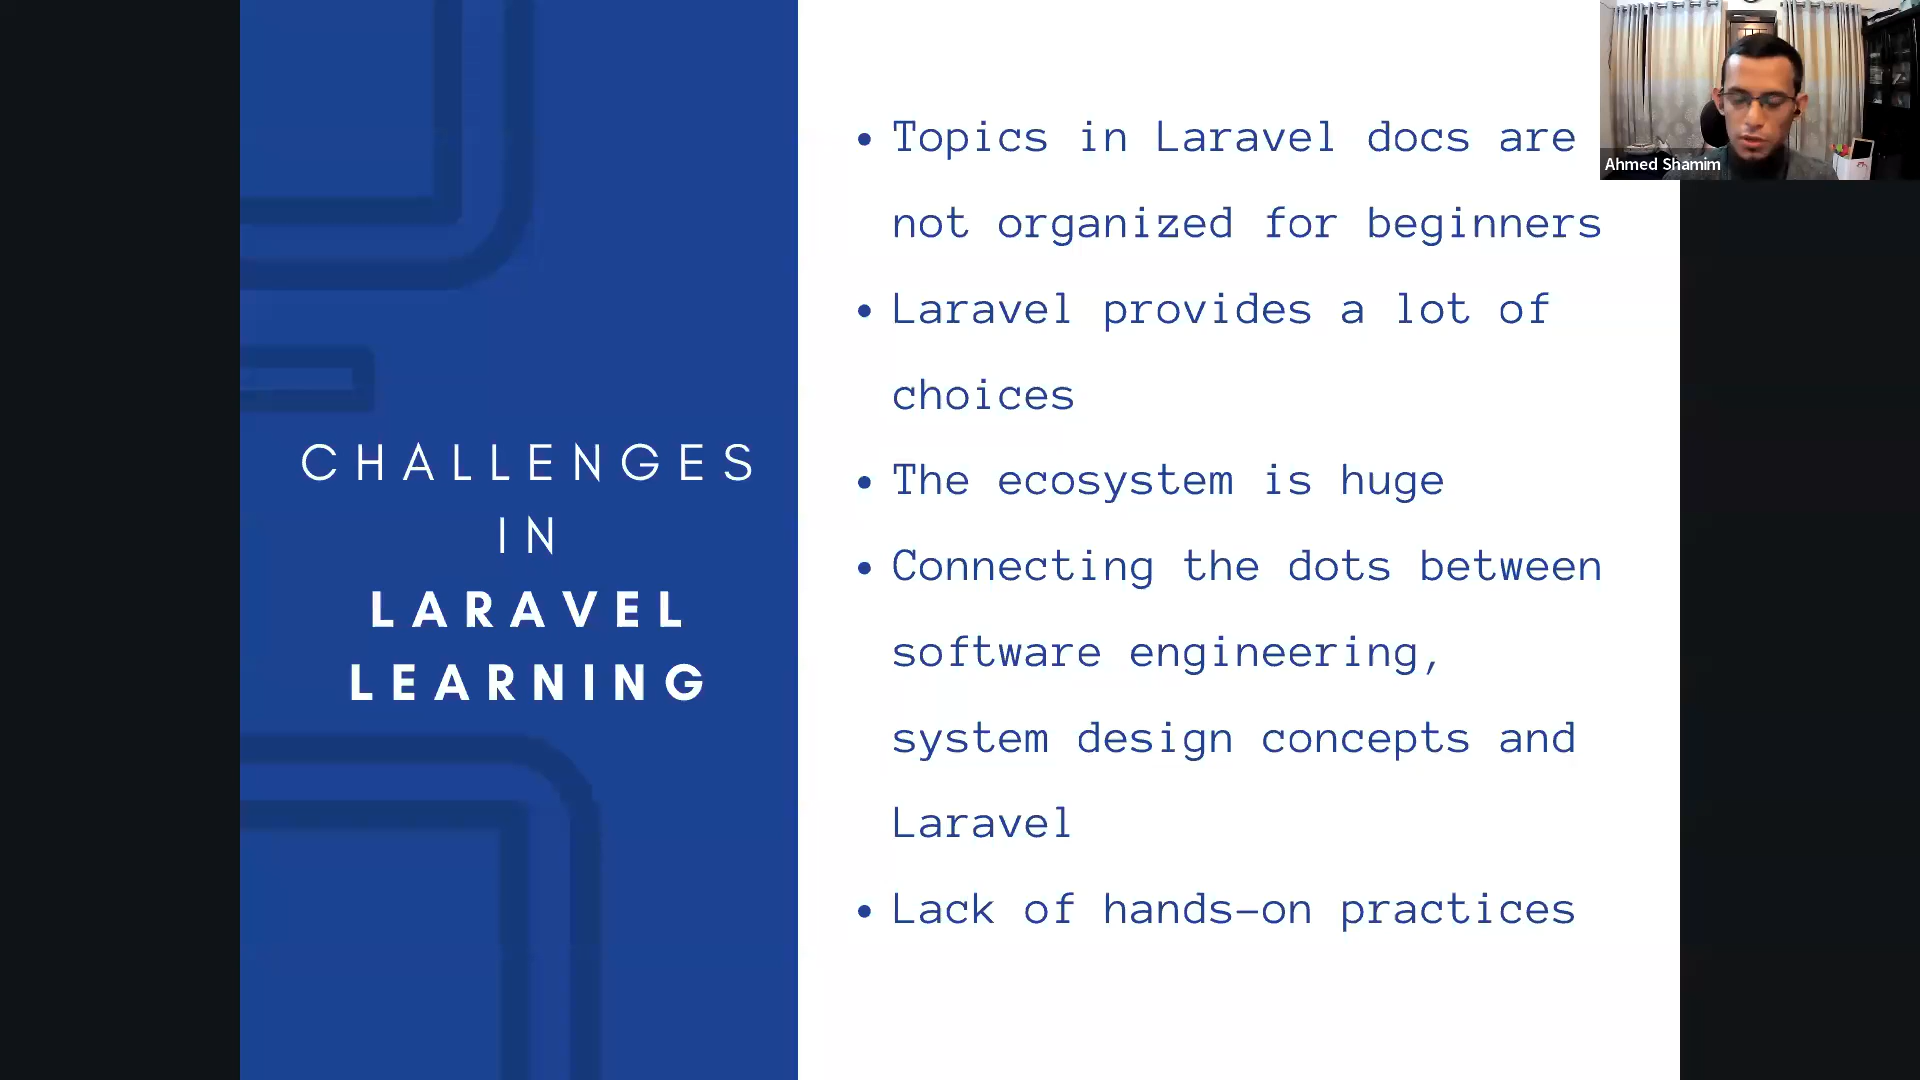 CHALLENGES
IN
LARAVEL
LEARNING
• Topics in Laravel docs are
not organized for beginners
• Laravel provides a lot of
choices
• The ecosystem is huge
• Connecting the dots between
software engineering,
system design concepts and
Laravel
• Lack of hands-on practices
Ahmed Shamim